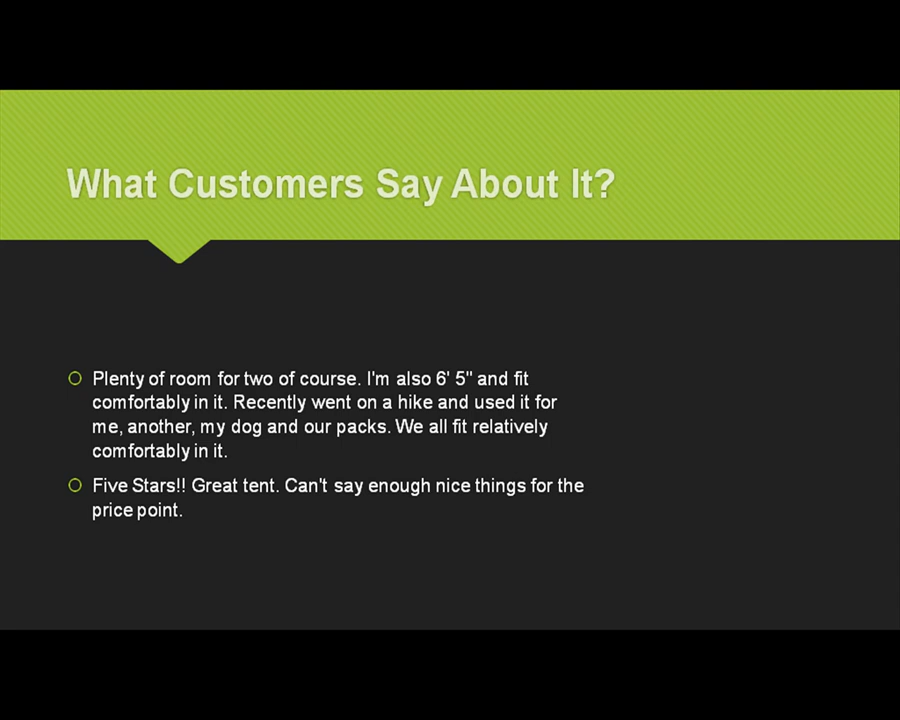 What Customers Say About It?
Plenty of room for two of course. I'm also 6' 5" and fit
comfortably in it. Recently went on a hike and used it for
me, another, my dog and our packs. We all fit relatively
comfortably in it.
Five Stars!! Great tent. Can't say enough nice things for the
price point.